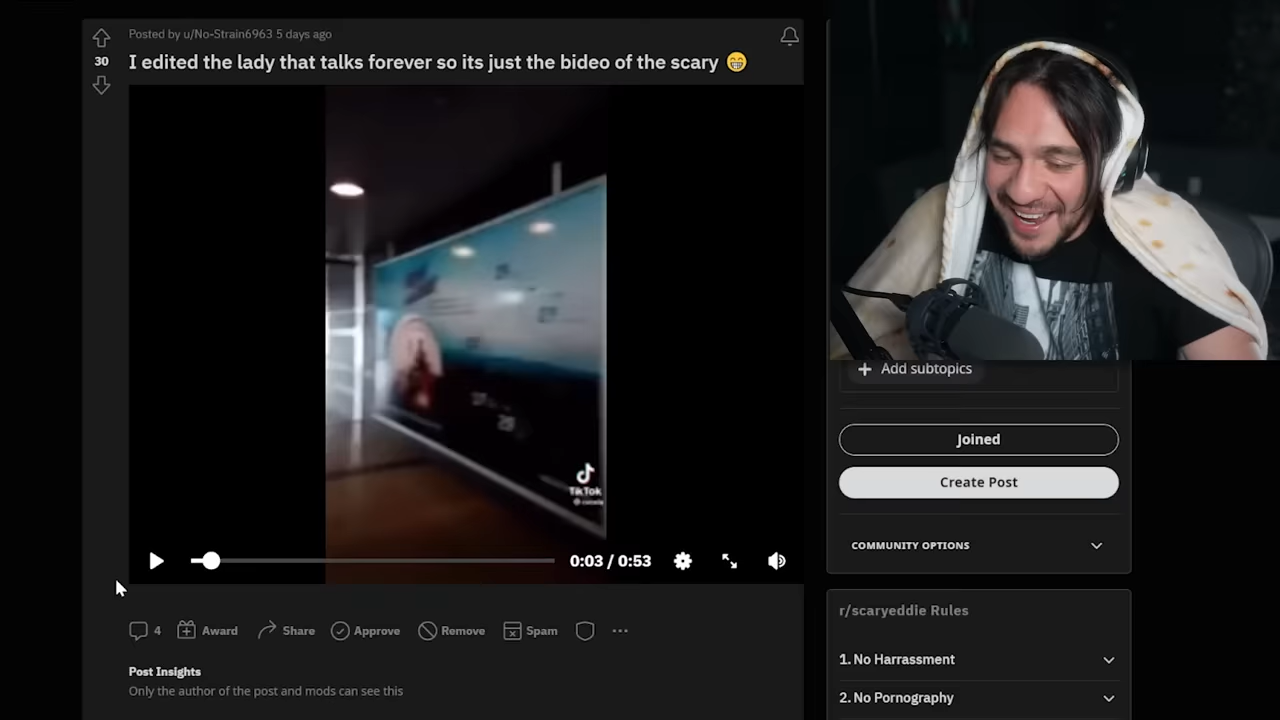 Posted by u/No-Strain6963 5 days ago
30
I edited the lady that talks forever so its just the bideo of the scary 😁
TikTok
0:03 / 0:53
4
Award
Share
Approve
Remove
Spam
Post Insights
Only the author of the post and mods can see this
Add subtopics
Joined
Create Post
COMMUNITY OPTIONS
r/scaryeddie Rules
1. No Harrassment
2. No Pornography